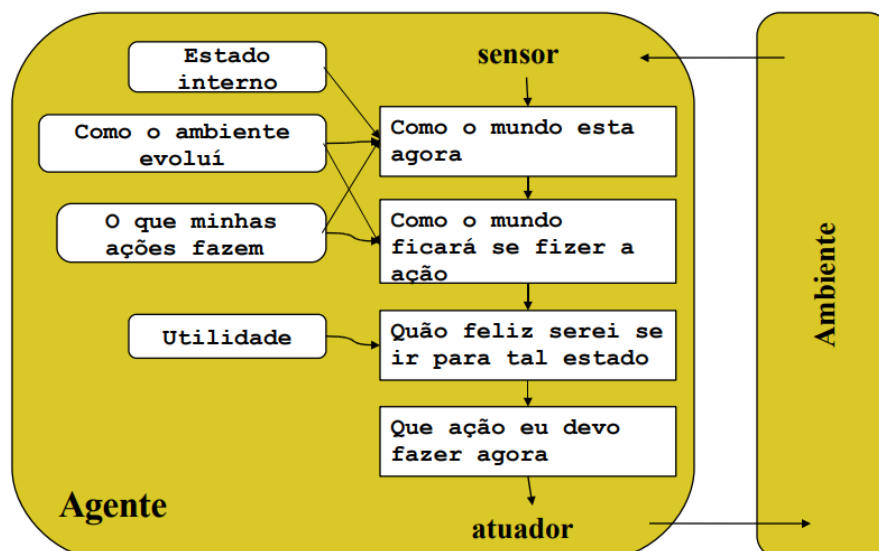 Estado
interno
sensor
Como o ambiente
evoluí
Como o mundo esta
agora
O que minhas
ações fazem
Como o mundo
ficará se fizer a
ação
Utilidade
Quão feliz serei se
ir para tal estado
Que ação eu devo
fazer agora
Agente
atuador
Ambiente